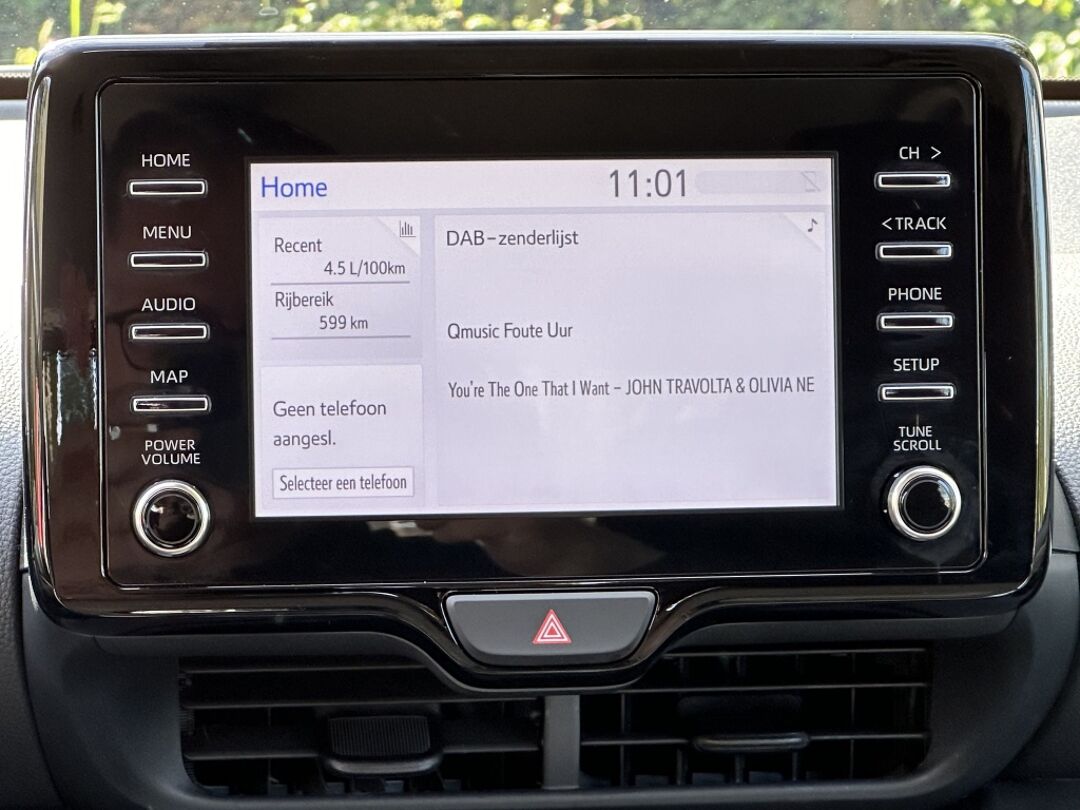 HOME
MENU
AUDIO
MAP
POWER
VOLUME
Home
11:01
Recent
4.5 L/100km
Rijbereik
599 km
Geen telefoon
aangesl.
Selecteer een telefoon
DAB-zenderlijst
Qmusic Foute Uur
You're The One That I Want - JOHN TRAVOLTA & OLIVIA NE
CH >
< TRACK
PHONE
SETUP
TUNE
SCROLL